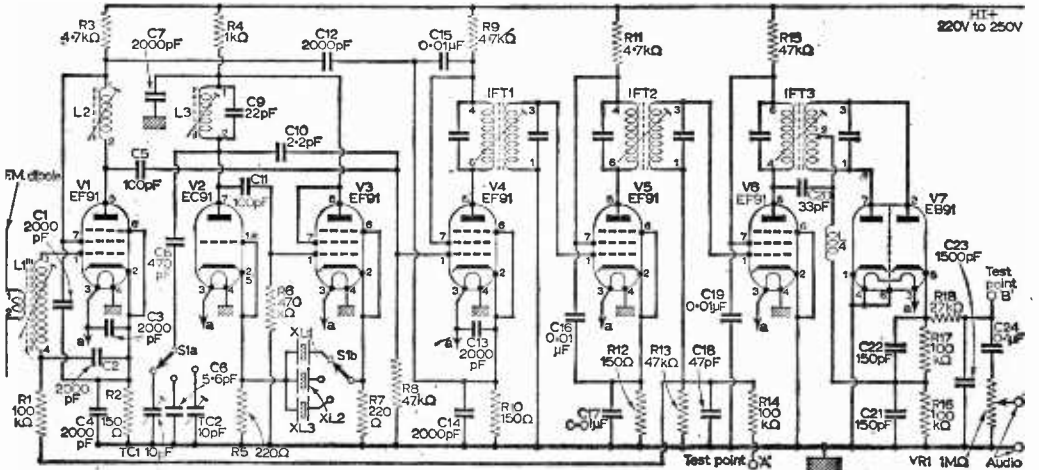 R3
4·7kΩ
C7
2000pF
R4
1kΩ
C12
2000pF
C15
0·01μF
R9
4·7kΩ
R11
4·7kΩ
R15
47kΩ
HT+
220V to 250V
L2
L3
C9
22pF
C10
2·2pF
IFT1
IFT2
IFT3
C5
100pF
F.M. dipole
V1
EF91
V2
EC91
C11
100pF
V3
EF91
V4
EF91
V5
EF91
V6
EF91
33pF
V7
EB91
C1
2000
pF
L1
L4
C23
1500pF
Test
point
'B'
C3
2000
pF
C2
2000
pF
R6
470
Ω
C13
2000
pF
C16
0·01
μF
C19
0·01μF
R18
C24
S1a
S1b
XL1
XL2
XL3
C6
5·6pF
TC2
10pF
R1
100
kΩ
C4
2000
pF
R2
150
Ω
TC1 10pF
R5 220Ω
R7
220
Ω
R8
47kΩ
C14
2000pF
R10
150Ω
R12
150Ω
R13
47kΩ
C18
47pF
C17
0·01μF
R14
100
kΩ
C22
150pF
R17
100
kΩ
C21
150pF
R16
100
kΩ
Test point 'A'
VR1 1MΩ
Audio